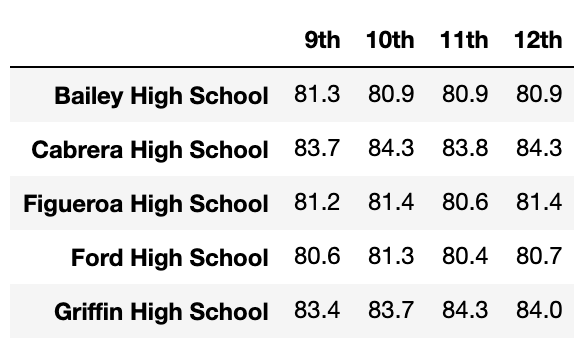 9th 10th 11th 12th
Bailey High School 81.3 80.9 80.9 80.9
Cabrera High School 83.7 84.3 83.8 84.3
Figueroa High School 81.2 81.4 80.6 81.4
Ford High School 80.6 81.3 80.4 80.7
Griffin High School 83.4 83.7 84.3 84.0